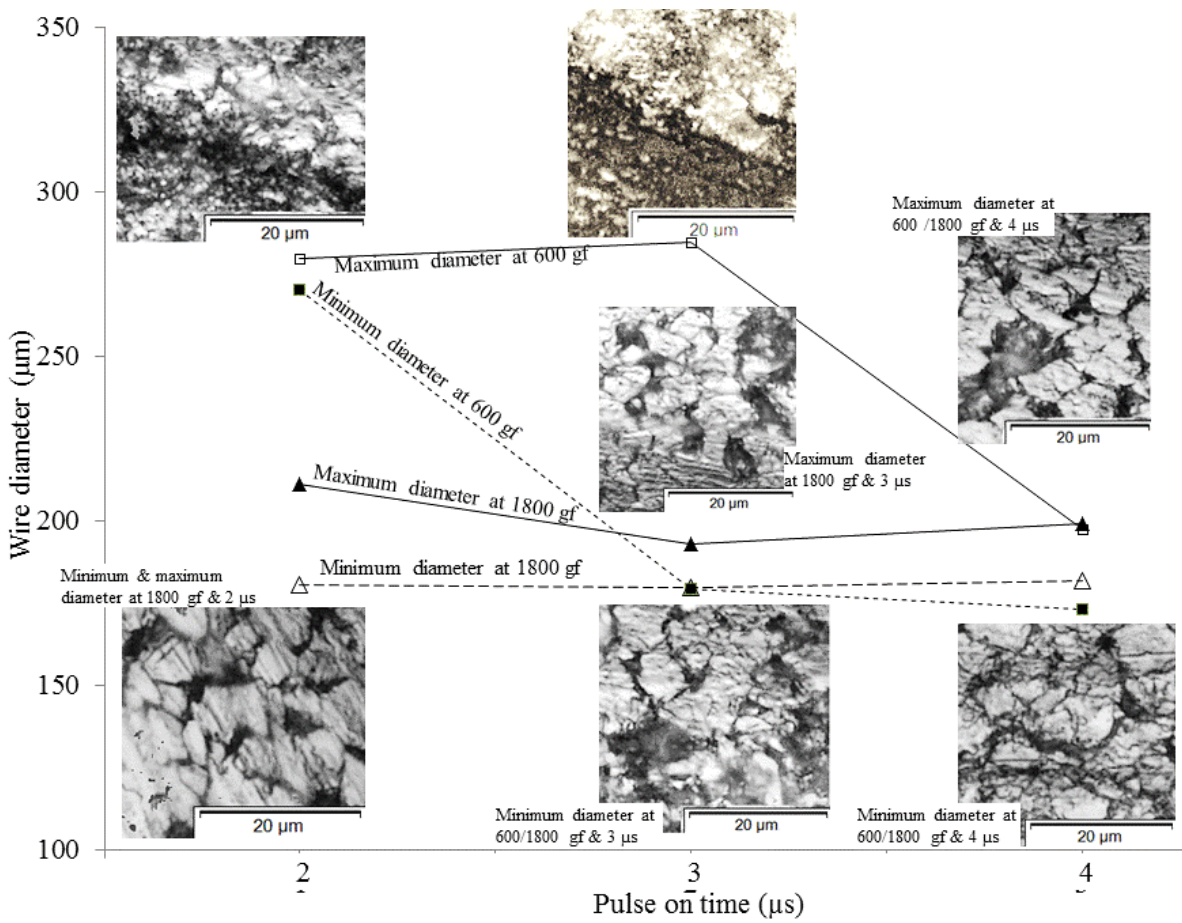 350
300
250
200
150
100
Wire diameter (µm)
20 µm
20 µm
Maximum diameter at
600 /1800 gf & 4 µs
20 µm
Maximum diameter at 600 gf
Minimum diameter at 600 gf
20 µm
Maximum diameter
at 1800 gf & 3 µs
Maximum diameter at 1800 gf
Minimum diameter at 1800 gf
Minimum & maximum
diameter at 1800 gf & 2 µs
20 µm
20 µm
Minimum diameter at
600/1800 gf & 3 µs
20 µm
Minimum diameter at
600/1800 gf & 4 µs
2
3
4
Pulse on time (µs)